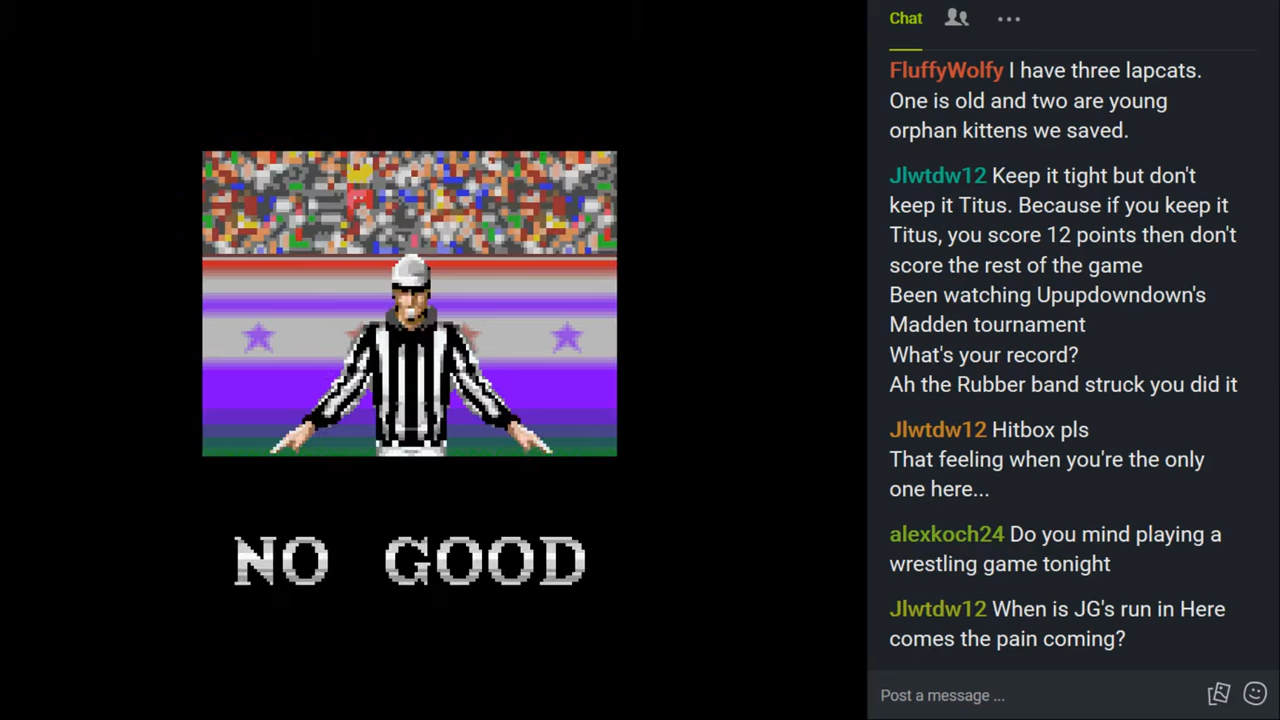 Chat
FluffyWolfy I have three lapcats.
One is old and two are young
orphan kittens we saved.
Jlwtdw12 Keep it tight but don't
keep it Titus. Because if you keep it
Titus, you score 12 points then don't
score the rest of the game
Been watching Upupdowndown's
Madden tournament
What's your record?
Ah the Rubber band struck you did it
Jlwtdw12 Hitbox pls
That feeling when you're the only
one here...
alexkoch24 Do you mind playing a
wrestling game tonight
Jlwtdw12 When is JG's run in Here
comes the pain coming?
Post a message ...
NO GOOD